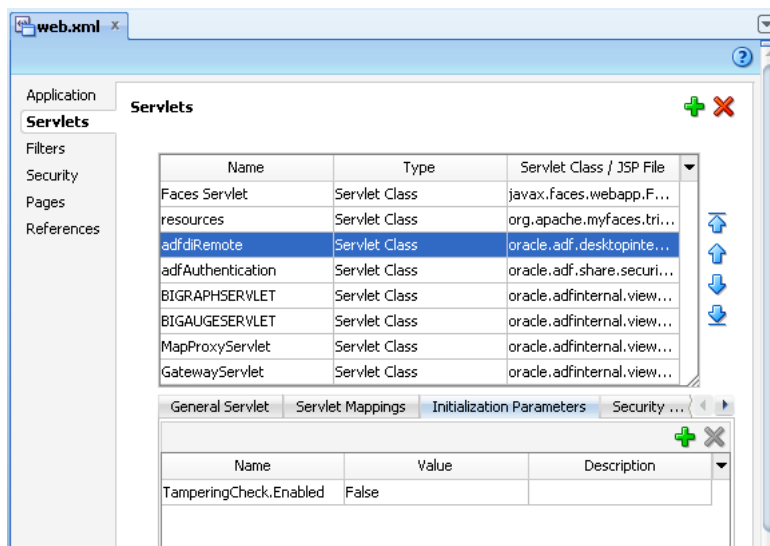 web.xml
Application
Servlets
Filters
Security
Pages
References
Servlets
Name Type Servlet Class / JSP File
Faces Servlet Servlet Class javax.faces.webapp.F...
resources Servlet Class org.apache.myfaces.tri...
adfdiRemote Servlet Class oracle.adf.desktopinte...
adfAuthentication Servlet Class oracle.adf.share.securi...
BIGRAPHSERVLET Servlet Class oracle.adfinternal.view...
BIGAUGESERVLET Servlet Class oracle.adfinternal.view...
MapProxyServlet Servlet Class oracle.adfinternal.view...
GatewayServlet Servlet Class oracle.adfinternal.view...
General Servlet Servlet Mappings Initialization Parameters Security ...
Name Value Description
TamperingCheck.Enabled False